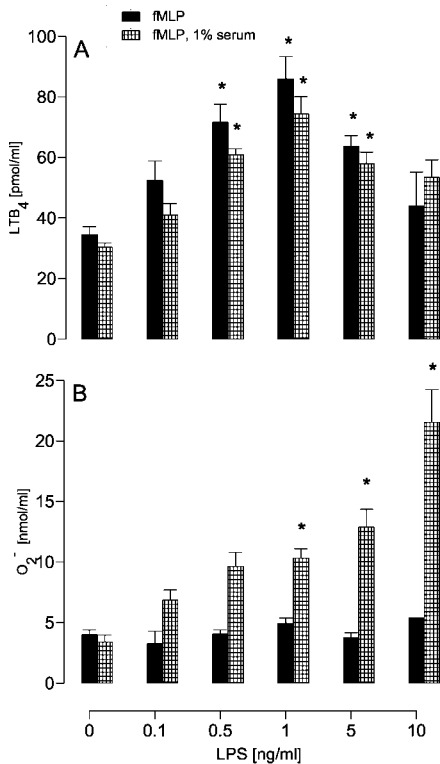 fMLP
fMLP, 1% serum
A
100
80
60
40
20
0
LTB4 [pmol/ml]
* * * * * *
B
25
20
15
10
5
0
O2- [nmol/ml]
* * *
0 0.1 0.5 1 5 10
LPS [ng/ml]